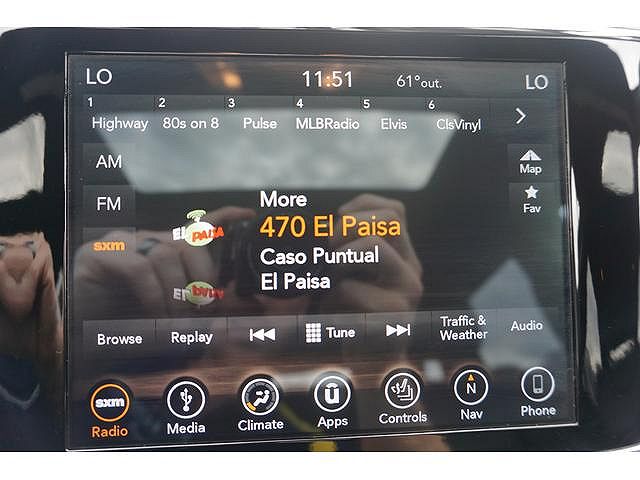 LO 11:51 61°out. LO
1 2 3 4 5 6
Highway 80s on 8 Pulse MLBRadio Elvis ClsVinyl
AM
Map
FM
Fav
sxm
More
470 El Paisa
Caso Puntual
El Paisa
EL PAISA
Browse Replay Tune Traffic & Weather Audio
sxm N
Radio Media Climate Apps Controls Nav Phone